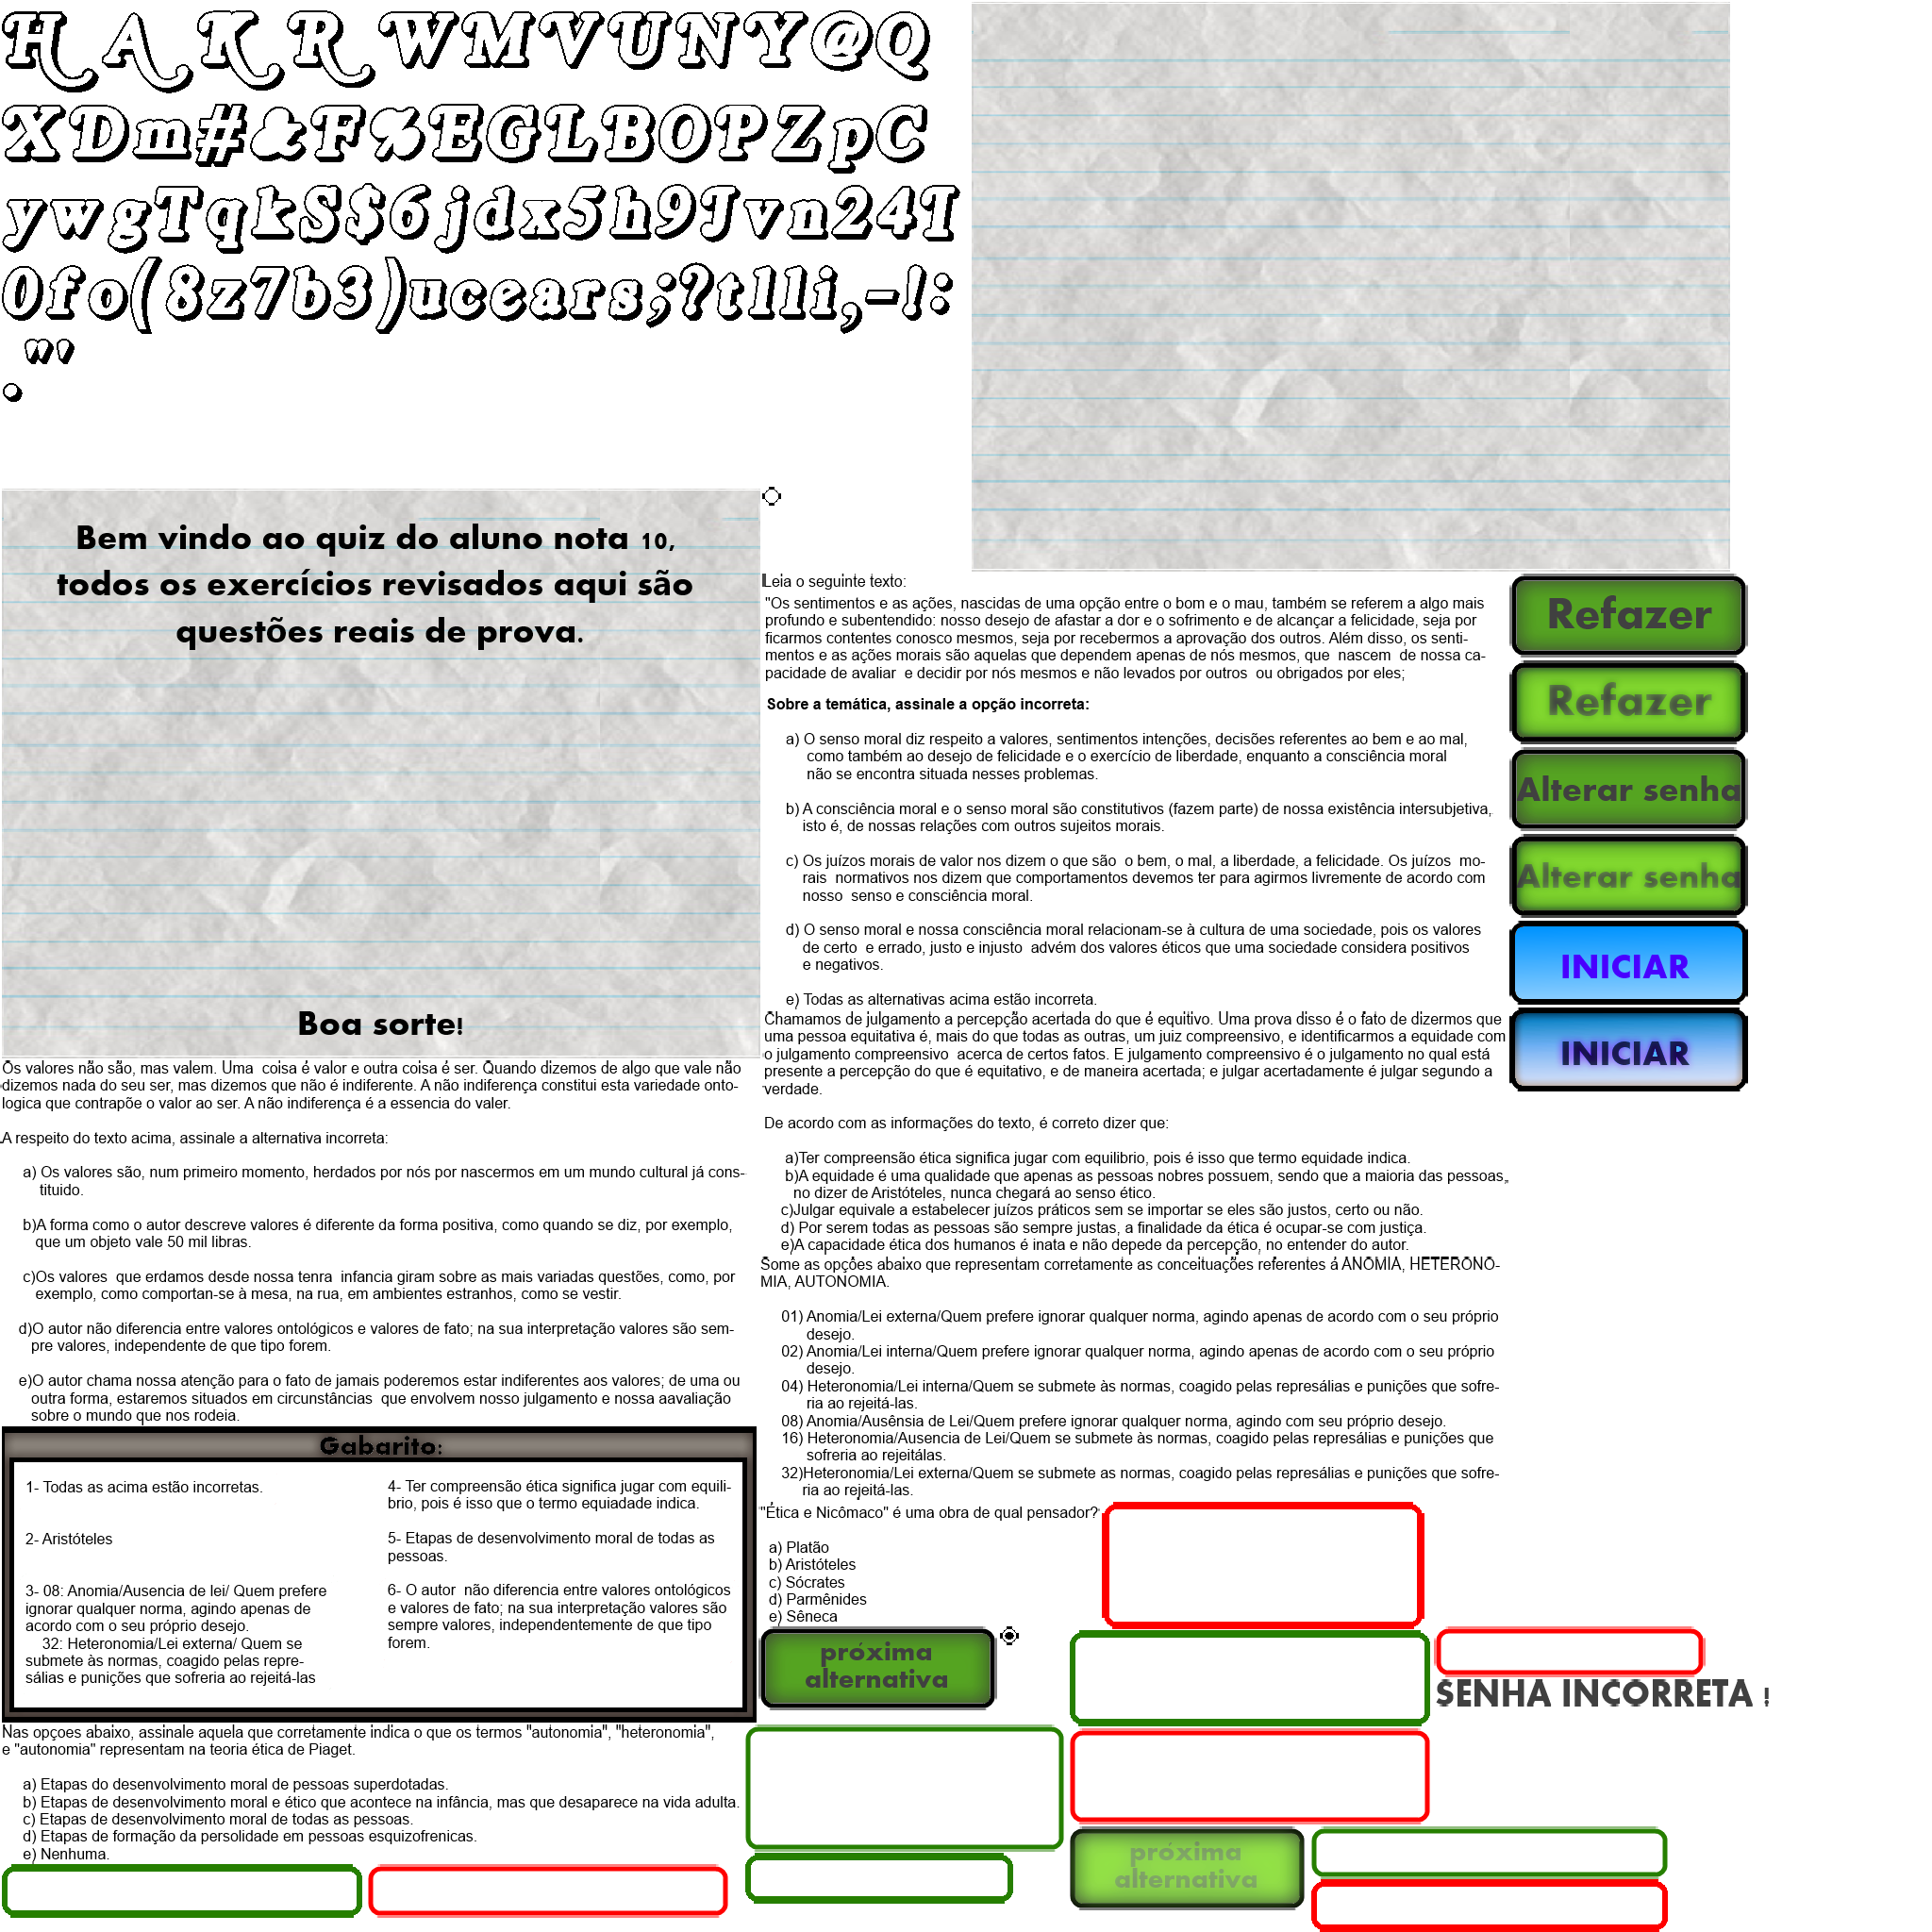 H A K R W M V U N Y @ Q
X D m # & F % E G L B O P Z p C
y w g T q k S $ 6 j d x 5 h 9 J v n 2 4 I
0 f o ( 8 z 7 b 3 ) u c e a r s ; ? t 1 l i , - ! :
" '
.
Bem vindo ao quiz do aluno nota 10,
todos os exercícios revisados aqui são
questões reais de prova.
Boa sorte!
Leia o seguinte texto:
"Os sentimentos e as ações, nascidas de uma opção entre o bom e o mau, também se referem a algo mais
profundo e subentendido: nosso desejo de afastar a dor e o sofrimento e de alcançar a felicidade, seja por
ficarmos contentes conosco mesmos, seja por recebermos a aprovação dos outros. Além disso, os senti-
mentos e as ações morais são aquelas que dependem apenas de nós mesmos, que nascem de nossa ca-
pacidade de avaliar e decidir por nós mesmos e não levados por outros ou obrigados por eles;
Sobre a temática, assinale a opção incorreta:
a) O senso moral diz respeito a valores, sentimentos intenções, decisões referentes ao bem e ao mal,
como também ao desejo de felicidade e o exercício de liberdade, enquanto a consciência moral
não se encontra situada nesses problemas.
b) A consciência moral e o senso moral são constitutivos (fazem parte) de nossa existência intersubjetiva,
isto é, de nossas relações com outros sujeitos morais.
c) Os juízos morais de valor nos dizem o que são o bem, o mal, a liberdade, a felicidade. Os juízos mo-
rais normativos nos dizem que comportamentos devemos ter para agirmos livremente de acordo com
nosso senso e consciência moral.
d) O senso moral e nossa consciência moral relacionam-se à cultura de uma sociedade, pois os valores
de certo e errado, justo e injusto advém dos valores éticos que uma sociedade considera positivos
e negativos.
e) Todas as alternativas acima estão incorreta.
Refazer
Refazer
Alterar senha
Alterar senha
INICIAR
INICIAR
Chamamos de julgamento a percepção acertada do que é equitivo. Uma prova disso é o fato de dizermos que
uma pessoa equitativa é, mais do que todas as outras, um juiz compreensivo, e identificarmos a equidade com
o julgamento compreensivo acerca de certos fatos. E julgamento compreensivo é o julgamento no qual está
presente a percepção do que é equitativo, e de maneira acertada; e julgar acertadamente é julgar segundo a
verdade.
De acordo com as informações do texto, é correto dizer que:
a)Ter compreensão ética significa jugar com equilibrio, pois é isso que termo equidade indica.
b)A equidade é uma qualidade que apenas as pessoas nobres possuem, sendo que a maioria das pessoas,
no dizer de Aristóteles, nunca chegará ao senso ético.
c)Julgar equivale a estabelecer juízos práticos sem se importar se eles são justos, certo ou não.
d) Por serem todas as pessoas são sempre justas, a finalidade da ética é ocupar-se com justiça.
e)A capacidade ética dos humanos é inata e não depede da percepção, no entender do autor.
Os valores não são, mas valem. Uma coisa é valor e outra coisa é ser. Quando dizemos de algo que vale não
dizemos nada do seu ser, mas dizemos que não é indiferente. A não indiferença constitui esta variedade onto-
logica que contrapõe o valor ao ser. A não indiferença é a essencia do valer.
A respeito do texto acima, assinale a alternativa incorreta:
a) Os valores são, num primeiro momento, herdados por nós por nascermos em um mundo cultural já cons-
tituido.
b)A forma como o autor descreve valores é diferente da forma positiva, como quando se diz, por exemplo,
que um objeto vale 50 mil libras.
c)Os valores que erdamos desde nossa tenra infancia giram sobre as mais variadas questões, como, por
exemplo, como comportan-se à mesa, na rua, em ambientes estranhos, como se vestir.
d)O autor não diferencia entre valores ontológicos e valores de fato; na sua interpretação valores são sem-
pre valores, independente de que tipo forem.
e)O autor chama nossa atenção para o fato de jamais poderemos estar indiferentes aos valores; de uma ou
outra forma, estaremos situados em circunstâncias que envolvem nosso julgamento e nossa aavaliação
sobre o mundo que nos rodeia.
Some as opções abaixo que representam corretamente as conceituações referentes á ANOMIA, HETERONO-
MIA, AUTONOMIA.
01) Anomia/Lei externa/Quem prefere ignorar qualquer norma, agindo apenas de acordo com o seu próprio
desejo.
02) Anomia/Lei interna/Quem prefere ignorar qualquer norma, agindo apenas de acordo com o seu próprio
desejo.
04) Heteronomia/Lei interna/Quem se submete às normas, coagido pelas represálias e punições que sofre-
ria ao rejeitá-las.
08) Anomia/Ausênsia de Lei/Quem prefere ignorar qualquer norma, agindo com seu próprio desejo.
16) Heteronomia/Ausencia de Lei/Quem se submete às normas, coagido pelas represálias e punições que
sofreria ao rejeitálas.
32)Heteronomia/Lei externa/Quem se submete as normas, coagido pelas represálias e punições que sofre-
ria ao rejeitá-las.
Gabarito:
1- Todas as acima estão incorretas.
2- Aristóteles
3- 08: Anomia/Ausencia de lei/ Quem prefere
ignorar qualquer norma, agindo apenas de
acordo com o seu próprio desejo.
32: Heteronomia/Lei externa/ Quem se
submete às normas, coagido pelas repre-
sálias e punições que sofreria ao rejeitá-las
4- Ter compreensão ética significa jugar com equili-
brio, pois é isso que o termo equiadade indica.
5- Etapas de desenvolvimento moral de todas as
pessoas.
6- O autor não diferencia entre valores ontológicos
e valores de fato; na sua interpretação valores são
sempre valores, independentemente de que tipo
forem.
"Ética e Nicômaco" é uma obra de qual pensador?
a) Platão
b) Aristóteles
c) Sócrates
d) Parmênides
e) Sêneca
próxima
alternativa
SENHA INCORRETA !
Nas opçoes abaixo, assinale aquela que corretamente indica o que os termos "autonomia", "heteronomia",
e "autonomia" representam na teoria ética de Piaget.
a) Etapas do desenvolvimento moral de pessoas superdotadas.
b) Etapas de desenvolvimento moral e ético que acontece na infância, mas que desaparece na vida adulta.
c) Etapas de desenvolvimento moral de todas as pessoas.
d) Etapas de formação da persolidade em pessoas esquizofrenicas.
e) Nenhuma.
próxima
alternativa